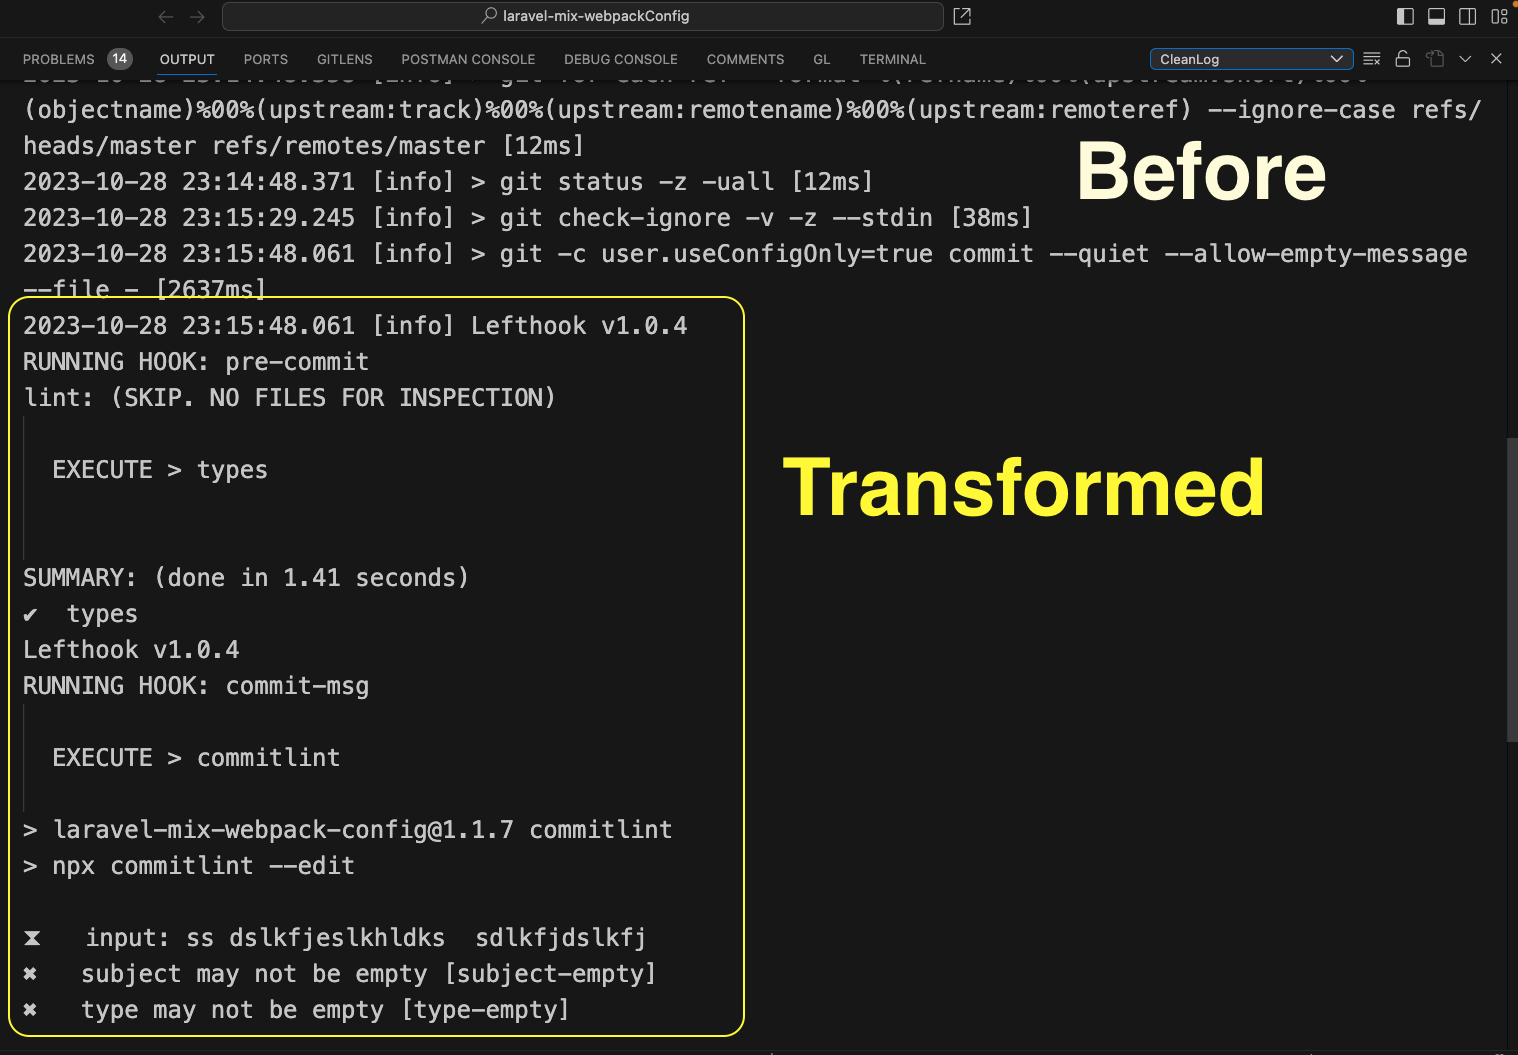 laravel-mix-webpackConfig
PROBLEMS 14 OUTPUT PORTS GITLENS POSTMAN CONSOLE DEBUG CONSOLE COMMENTS GL TERMINAL CleanLog
(objectname)%00%(upstream:track)%00%(upstream:remotename)%00%(upstream:remoteref) --ignore-case refs/
heads/master refs/remotes/master [12ms]
Before
2023-10-28 23:14:48.371 [info] > git status -z -uall [12ms]
2023-10-28 23:15:29.245 [info] > git check-ignore -v -z --stdin [38ms]
2023-10-28 23:15:48.061 [info] > git -c user.useConfigOnly=true commit --quiet --allow-empty-message
--file - [2637ms]
2023-10-28 23:15:48.061 [info] Lefthook v1.0.4
RUNNING HOOK: pre-commit
lint: (SKIP. NO FILES FOR INSPECTION)
EXECUTE > types
Transformed
SUMMARY: (done in 1.41 seconds)
✔ types
Lefthook v1.0.4
RUNNING HOOK: commit-msg
EXECUTE > commitlint
> laravel-mix-webpack-config@1.1.7 commitlint
> npx commitlint --edit
⧗ input: ss dslkfjeslkhldks sdlkfjdslkfj
✖ subject may not be empty [subject-empty]
✖ type may not be empty [type-empty]